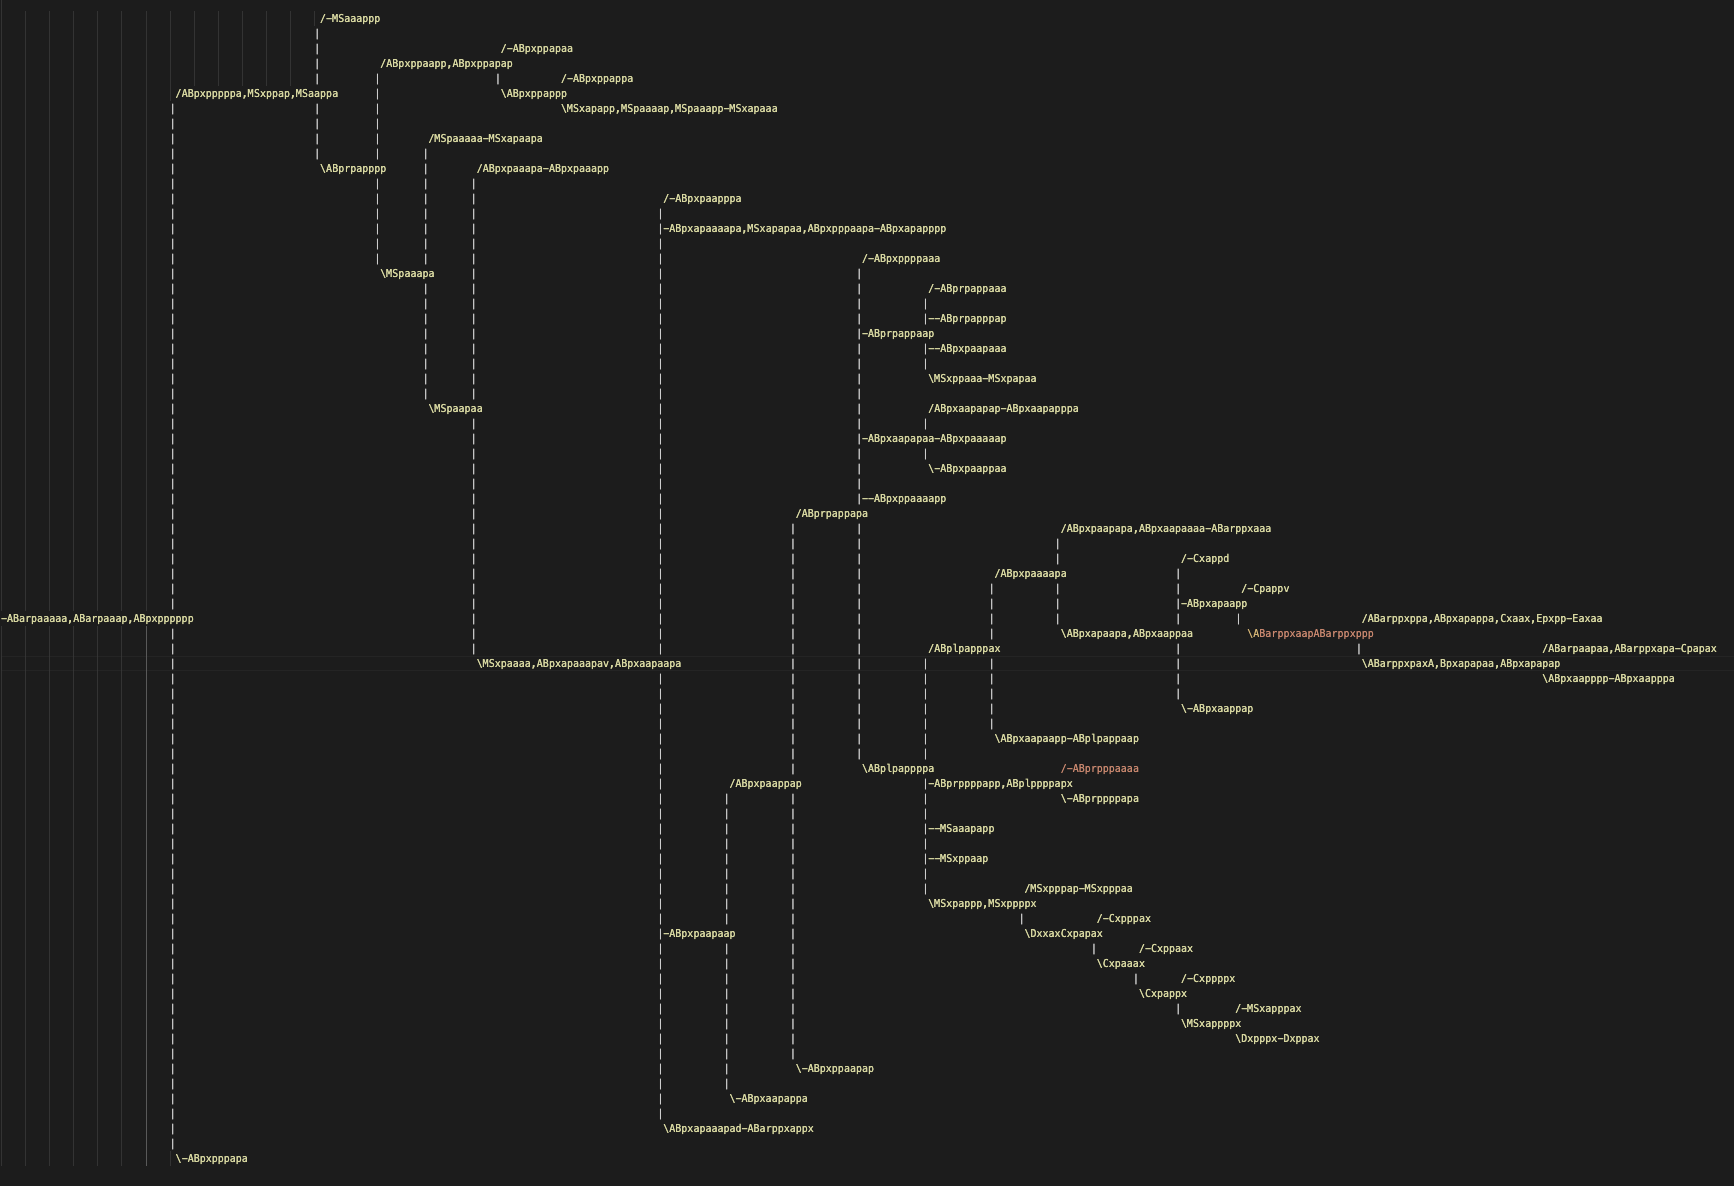 /-MSaaappp
/-ABpxppapaa
/ABpxppaapp,ABpxppapap
/-ABpxppappa
/ABpxpppppa,MSxppap,MSaappa
\ABpxppappp
\MSxapapp,MSpaaaap,MSpaaapp-MSxapaaa
/MSpaaaaa-MSxapaapa
\ABprpapppp
/ABpxpaaapa-ABpxpaaapp
/-ABpxpaapppa
|-ABpxapaaaapa,MSxapapaa,ABpxpppaapa-ABpxapapppp
/-ABpxppppaaa
\MSpaaapa
/-ABprpappaaa
|--ABprpapppap
|-ABprpappaap
|--ABpxpaapaaa
\MSxppaaa-MSxpapaa
\MSpaapaa
/ABpxaapapap-ABpxaapapppa
|-ABpxaapapaa-ABpxpaaaaap
\-ABpxpaappaa
|--ABpxppaaaapp
/ABprpappapa
/ABpxpaapapa,ABpxaapaaaa-ABarppxaaa
/-Cxappd
/ABpxpaaaapa
/-Cpappv
|-ABpxapaapp
-ABarpaaaaa,ABarpaaap,ABpxpppppp
/ABarppxppa,ABpxapappa,Cxaax,Epxpp-Eaxaa
\ABpxapaapa,ABpxaappaa
\ABarppxaapABarppxppp
/ABplpapppax
/ABarpaapaa,ABarppxapa-Cpapax
\MSxpaaaa,ABpxapaaapav,ABpxaapaapa
\ABarppxpaxA,Bpxapapaa,ABpxapapap
\ABpxaapppp-ABpxaapppa
\-ABpxaappap
\ABpxaapaapp-ABplpappaap
\ABplpappppa
/-ABprpppaaaa
/ABpxpaappap
|-ABprppppapp,ABplppppapx
\-ABprppppapa
|--MSaaapapp
|--MSxppaap
/MSxpppap-MSxpppaa
\MSxpappp,MSxppppx
/-Cxpppax
|-ABpxpaapaap
\DxxaxCxpapax
/-Cxppaax
\Cxpaaax
/-Cxppppx
\Cxpappx
/-MSxapppax
\MSxappppx
\Dxpppx-Dxppax
\-ABpxppaapap
\-ABpxaapappa
\ABpxapaaapad-ABarppxappx
\-ABpxpppapa